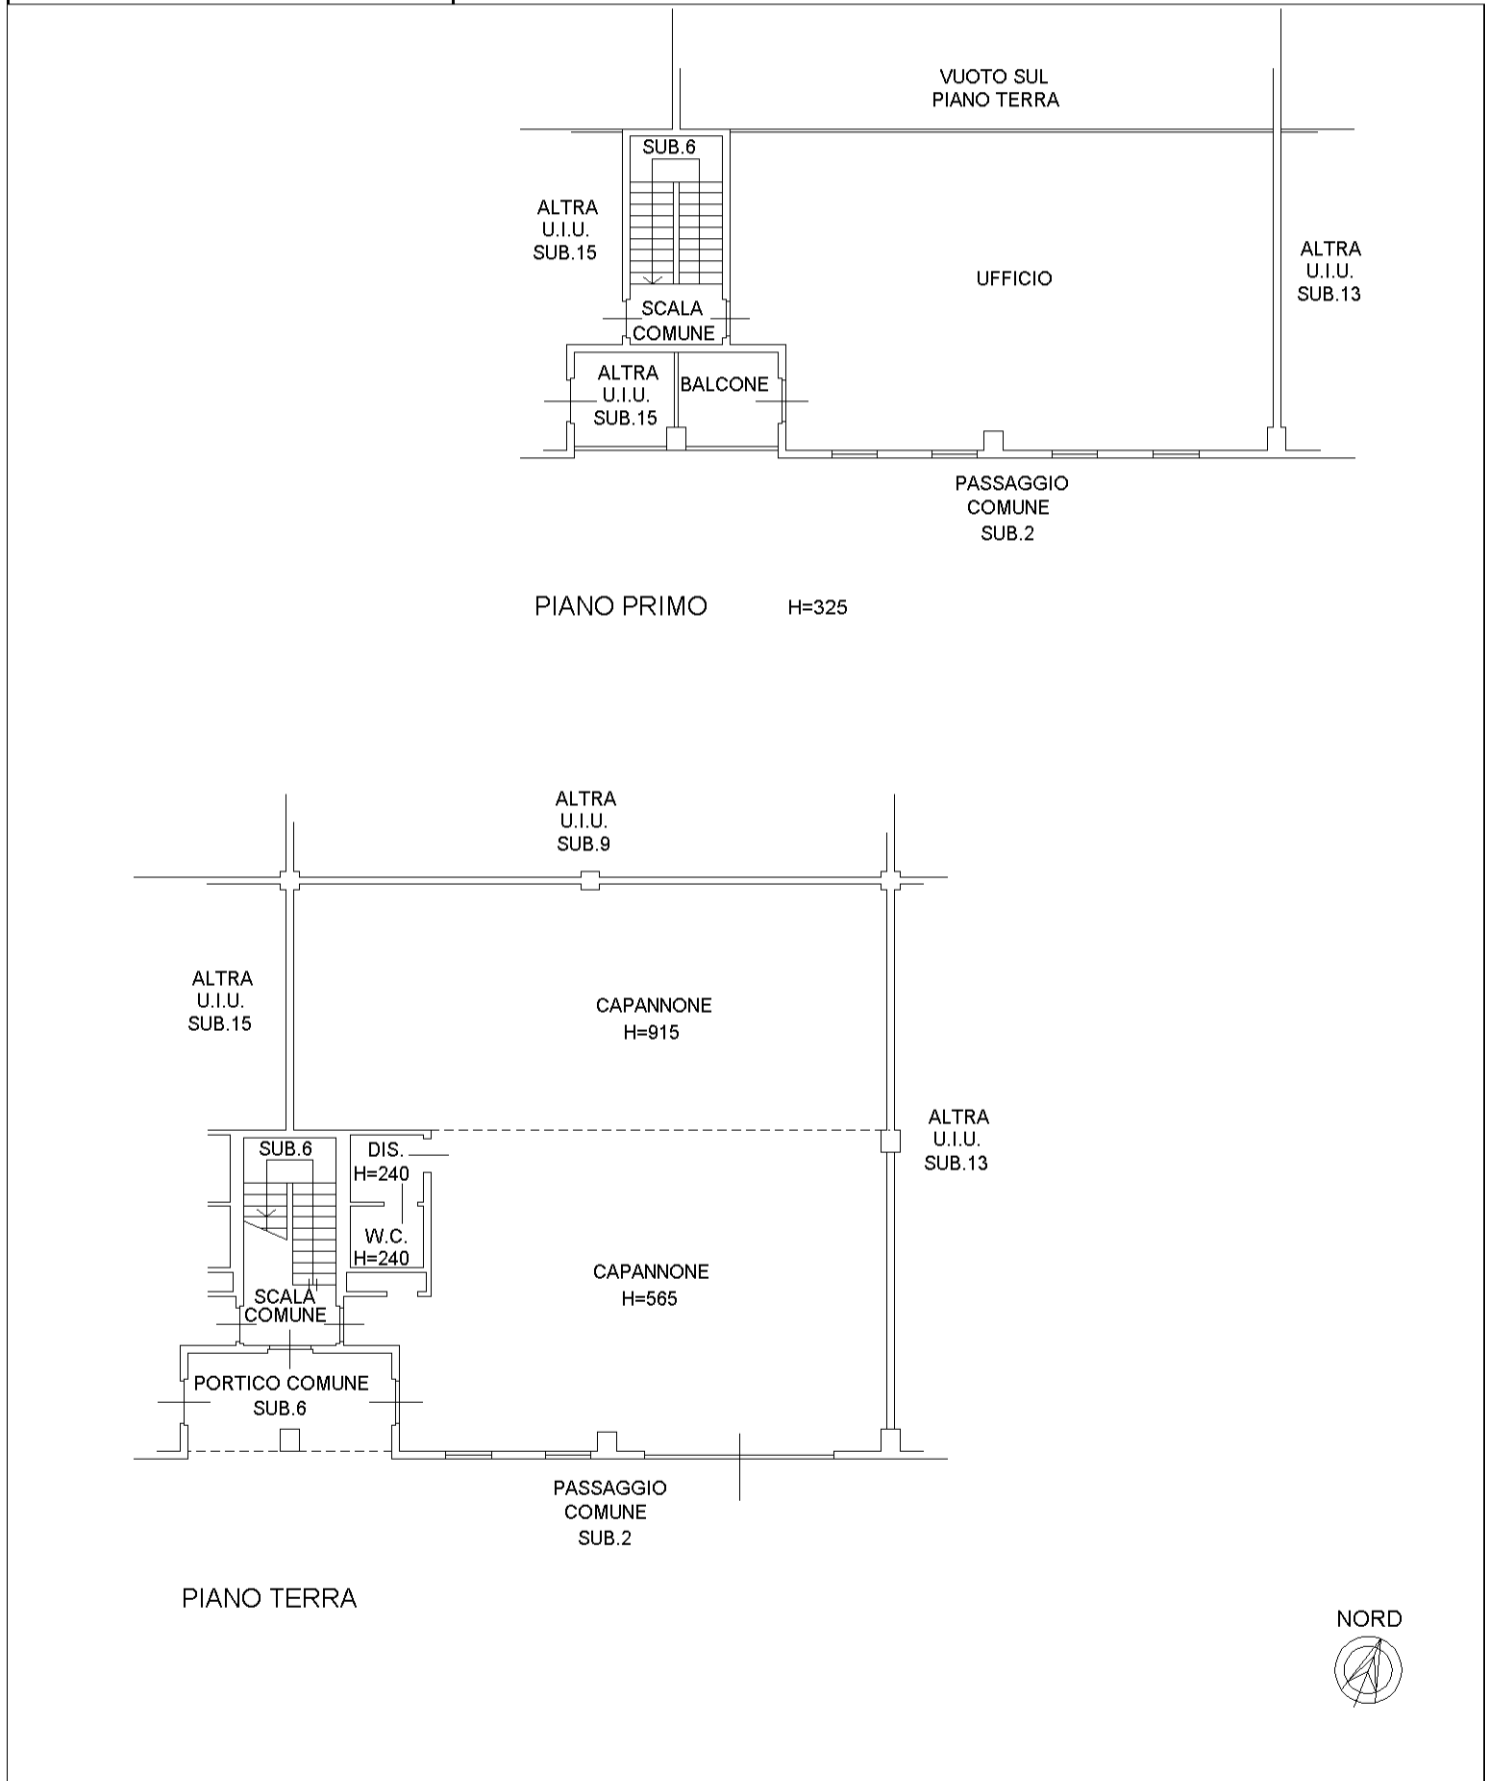 VUOTO SUL
PIANO TERRA
SUB.6
ALTRA
U.I.U.
SUB.15
UFFICIO
ALTRA
U.I.U.
SUB.13
SCALA
COMUNE
ALTRA
U.I.U.
SUB.15
BALCONE
PASSAGGIO
COMUNE
SUB.2
PIANO PRIMO H=325
ALTRA
U.I.U.
SUB.9
ALTRA
U.I.U.
SUB.15
CAPANNONE
H=915
ALTRA
U.I.U.
SUB.13
SUB.6
DIS.
H=240
W.C.
H=240
CAPANNONE
H=565
SCALA
COMUNE
PORTICO COMUNE
SUB.6
PASSAGGIO
COMUNE
SUB.2
PIANO TERRA
NORD